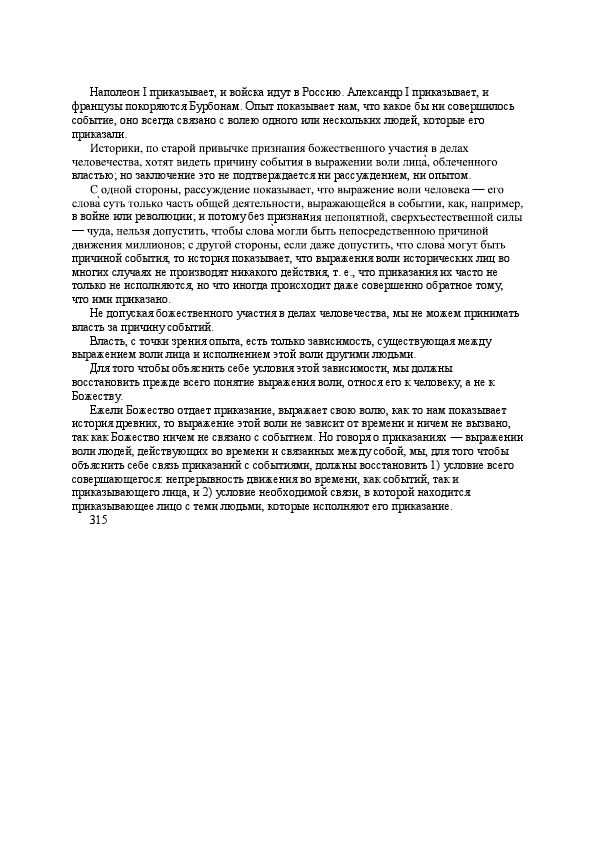 Наполеон I приказывает, и войска идут в Россию. Александр I приказывает, и
французы покоряются Бурбонам. Опыт показывает нам, что какое бы ни совершилось
событие, оно всегда связано с волею одного или нескольких людей, которые его
приказали.
Историки, по старой привычке признания божественного участия в делах
человечества, хотят видеть причину события в выражении воли лица̀, облеченного
властью; но заключение это не подтверждается ни рассуждением, ни опытом.
С одной стороны, рассуждение показывает, что выражение воли человека — его
слова̀ суть только часть общей деятельности, выражающейся в событии, как, например,
в войне или революции; и потому без признания непонятной, сверхъестественной силы
— чуда, нельзя допустить, чтобы слова̀ могли быть непосредственною причиной
движения миллионов; с другой стороны, если даже допустить, что слова̀ могут быть
причиной события, то история показывает, что выражения воли исторических лиц во
многих случаях не производят никакого действия, т. е., что приказания их часто не
только не исполняются, но что иногда происходит даже совершенно обратное тому,
что ими приказано.
Не допуская божественного участия в делах человечества, мы не можем принимать
власть за причину событий.
Власть, с точки зрения опыта, есть только зависимость, существующая между
выражением воли лица и исполнением этой воли другими людьми.
Для того чтобы объяснить себе условия этой зависимости, мы должны
восстановить прежде всего понятие выражения воли, относя его к человеку, а не к
Божеству.
Ежели Божество отдает приказание, выражает свою волю, как то нам показывает
история древних, то выражение этой воли не зависит от времени и ничем не вызвано,
так как Божество ничем не связано с событием. Но говоря о приказаниях — выражении
воли людей, действующих во времени и связанных между собой, мы, для того чтобы
объяснить себе связь приказаний с событиями, должны восстановить 1) условие всего
совершающегося: непрерывность движения во времени, как событий, так и
приказывающего лица, и 2) условие необходимой связи, в которой находится
приказывающее лицо с теми людьми, которые исполняют его приказание.
315